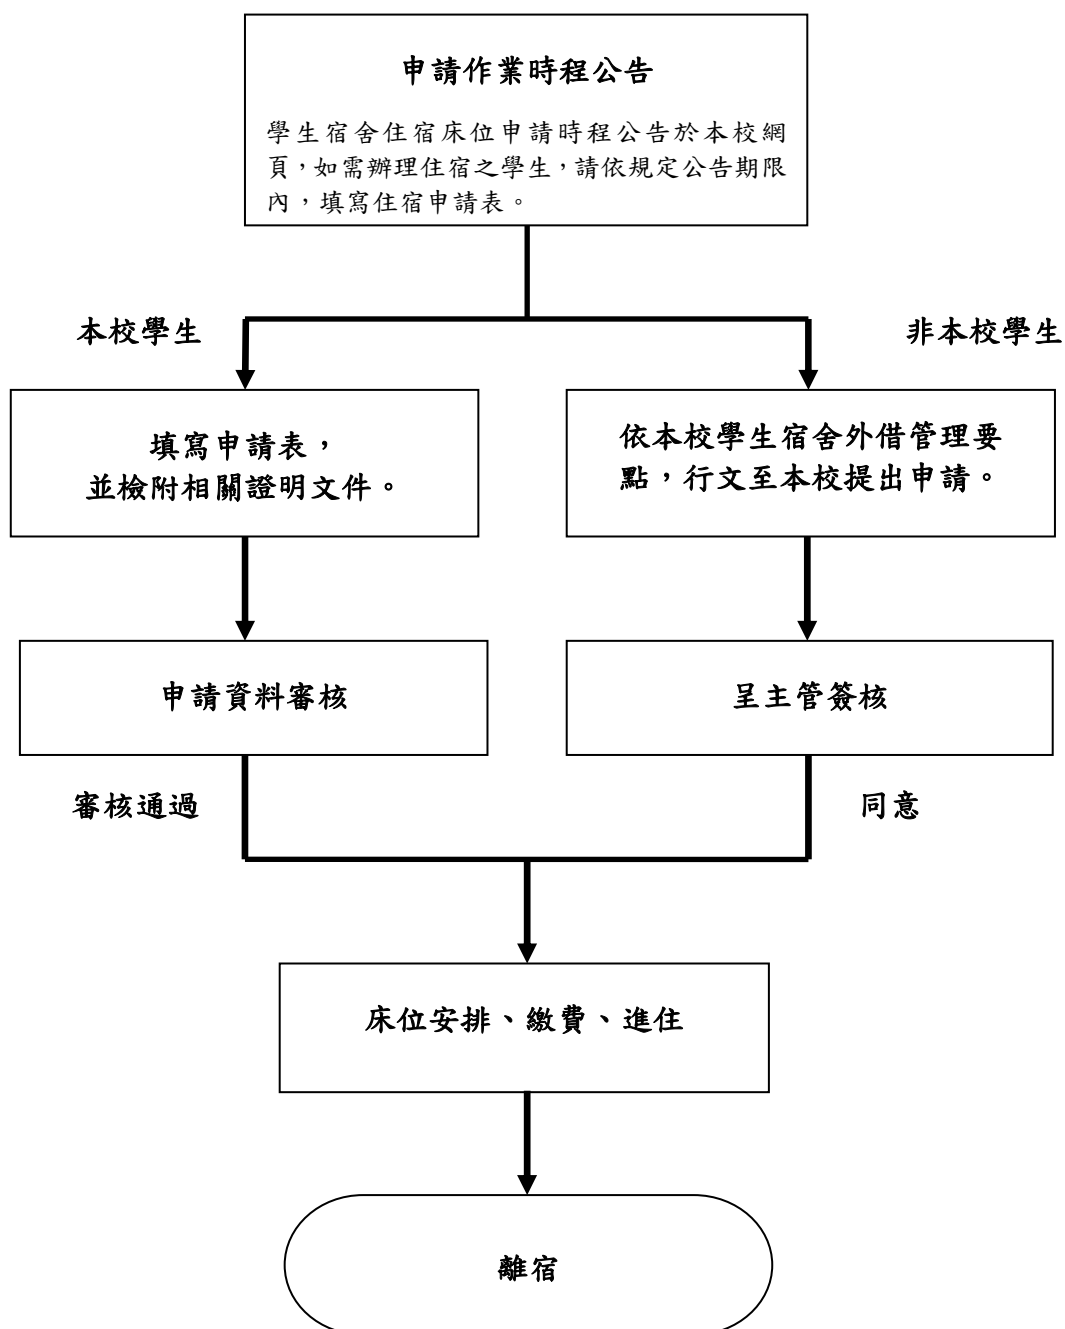 申請作業時程公告
學生宿舍住宿床位申請時程公告於本校網
頁，如需辦理住宿之學生，請依規定公告期限
內，填寫住宿申請表。
本校學生
非本校學生
填寫申請表，
並檢附相關證明文件。
依本校學生宿舍外借管理要
點，行文至本校提出申請。
申請資料審核
呈主管簽核
審核通過
同意
床位安排、繳費、進住
離宿